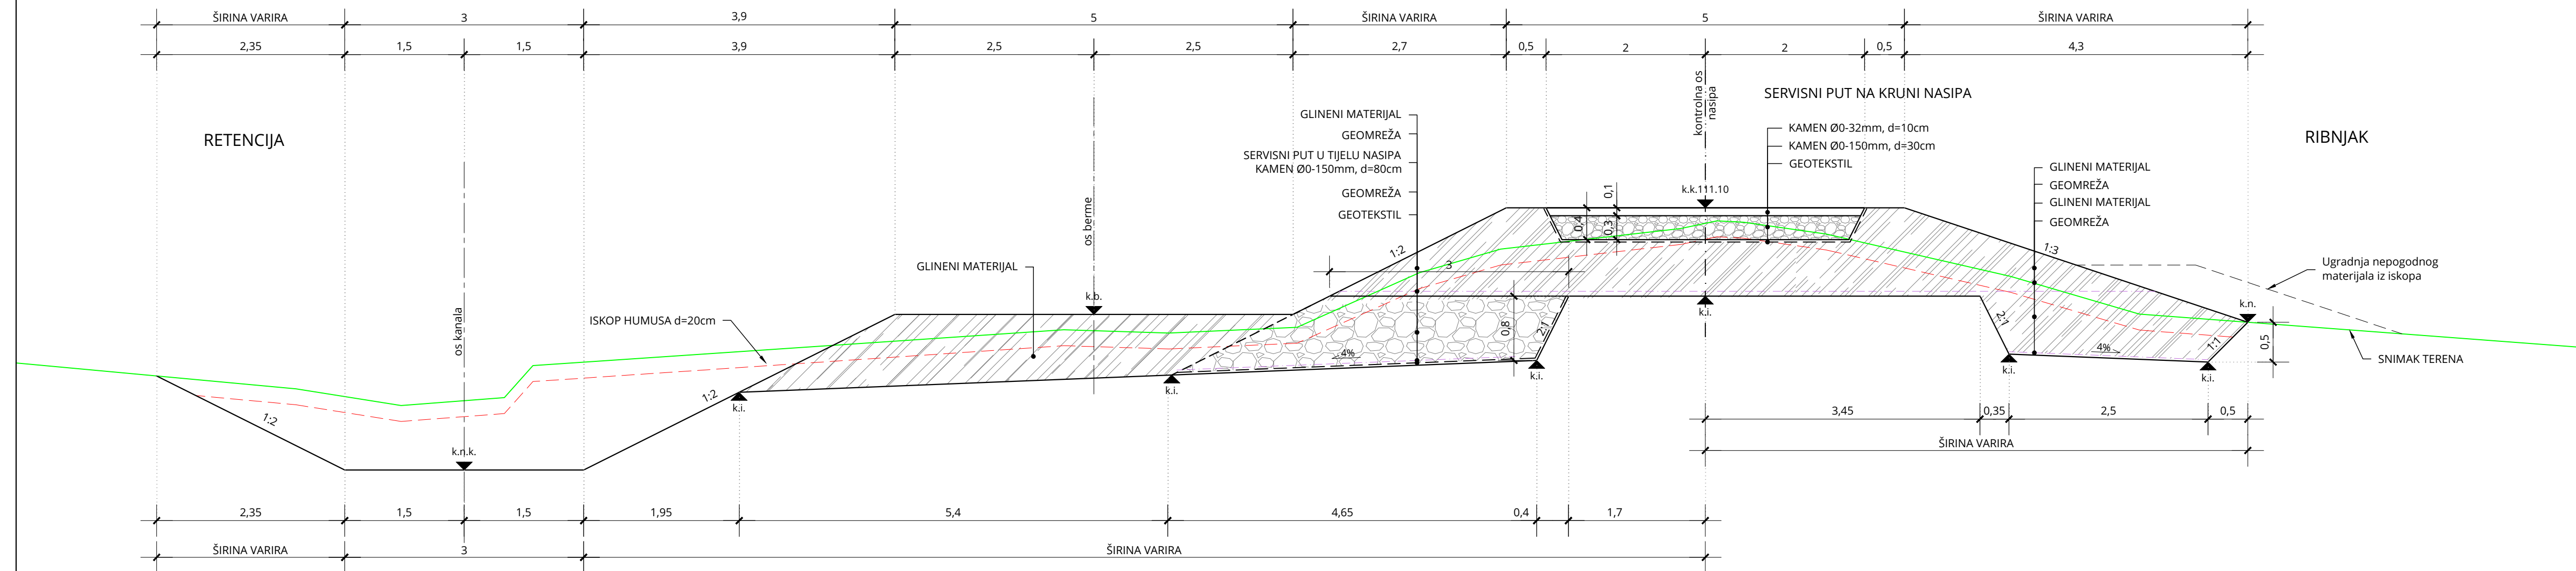 ŠIRINA VARIRA 3 3,9 5 ŠIRINA VARIRA 5 ŠIRINA VARIRA
2,35 1,5 1,5 3,9 2,5 2,5 2,7 0,5 2 2 0,5 4,3
RETENCIJA
SERVISNI PUT NA KRUNI NASIPA
RIBNJAK
kontrolna os
nasipa
GLINENI MATERIJAL
GEOMREŽA
SERVISNI PUT U TIJELU NASIPA
KAMEN Ø0-150mm, d=80cm
GEOMREŽA
GEOTEKSTIL
KAMEN Ø0-32mm, d=10cm
KAMEN Ø0-150mm, d=30cm
GEOTEKSTIL
GLINENI MATERIJAL
GEOMREŽA
GLINENI MATERIJAL
GEOMREŽA
k.k.111.10
0,1
0,4
0,3
os berme
os kanala
1:2
3
1:3
GLINENI MATERIJAL
k.b.
ISKOP HUMUSA d=20cm
Ugradnja nepogodnog
materijala iz iskopa
k.n.
k.i.
0,8
2:1
2:1
4%
4%
1:1
0,5
SNIMAK TERENA
k.i.
k.i.
k.i.
k.i.
k.i.
1:2
1:2
k.n.k.
3,45 0,35 2,5 0,5
ŠIRINA VARIRA
2,35 1,5 1,5 1,95 5,4 4,65 0,4 1,7
ŠIRINA VARIRA 3 ŠIRINA VARIRA